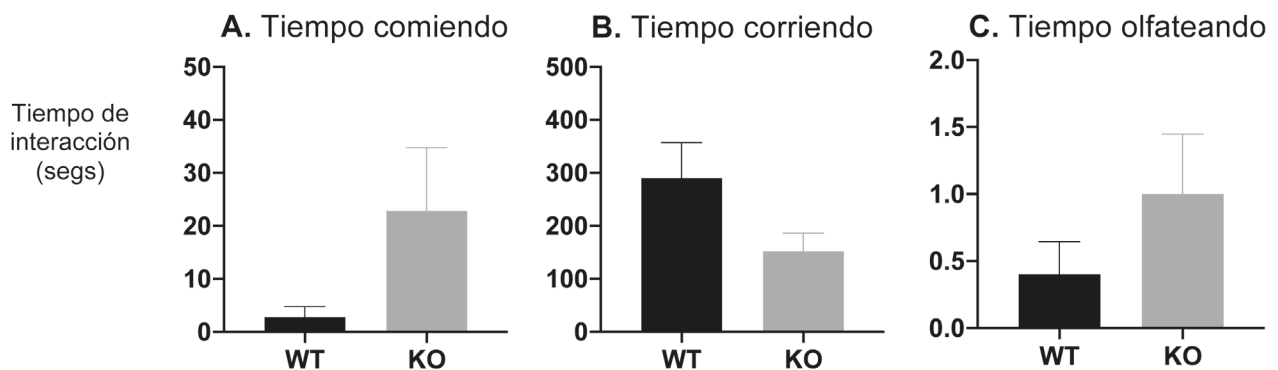 A. Tiempo comiendo
B. Tiempo corriendo
C. Tiempo olfateando
Tiempo de
interacción
(segs)
50
40
30
20
10
0
WT
KO
500
400
300
200
100
0
WT
KO
2.0
1.5
1.0
0.5
0.0
WT
KO